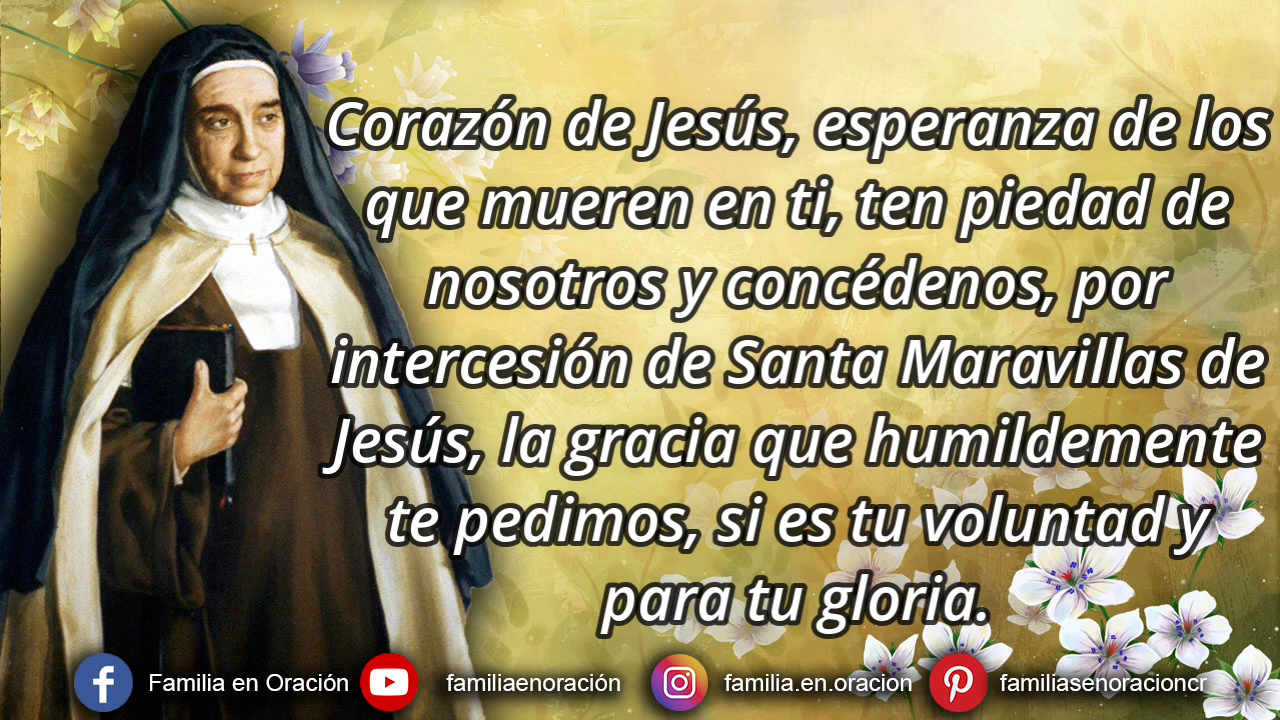 Corazón de Jesús, esperanza de los
que mueren en ti, ten piedad de
nosotros y concédenos, por
intercesión de Santa Maravillas de
Jesús, la gracia que humildemente
te pedimos, si es tu voluntad y
para tu gloria.
Familia en Oración familiaenoración familia.en.oracion familiasenoracioncr